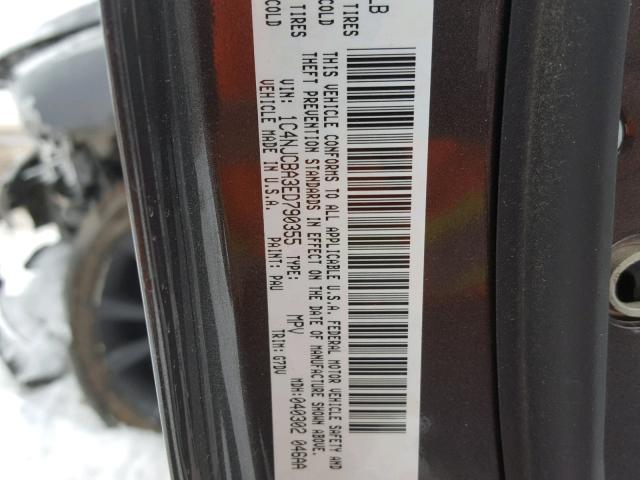 LB
TIRES
COLD
THIS VEHICLE CONFORMS TO ALL APPLICABLE U.S.A. FEDERAL MOTOR VEHICLE SAFETY AND
THEFT PREVENTION STANDARDS IN EFFECT ON THE DATE OF MANUFACTURE SHOWN ABOVE.
TIRES
COLD
VIN: 1C4NJCBA3ED790355 TYPE: MPV MDH:040302 046AA
VEHICLE MADE IN U.S.A. PAINT: PAU TRIM:G7DV